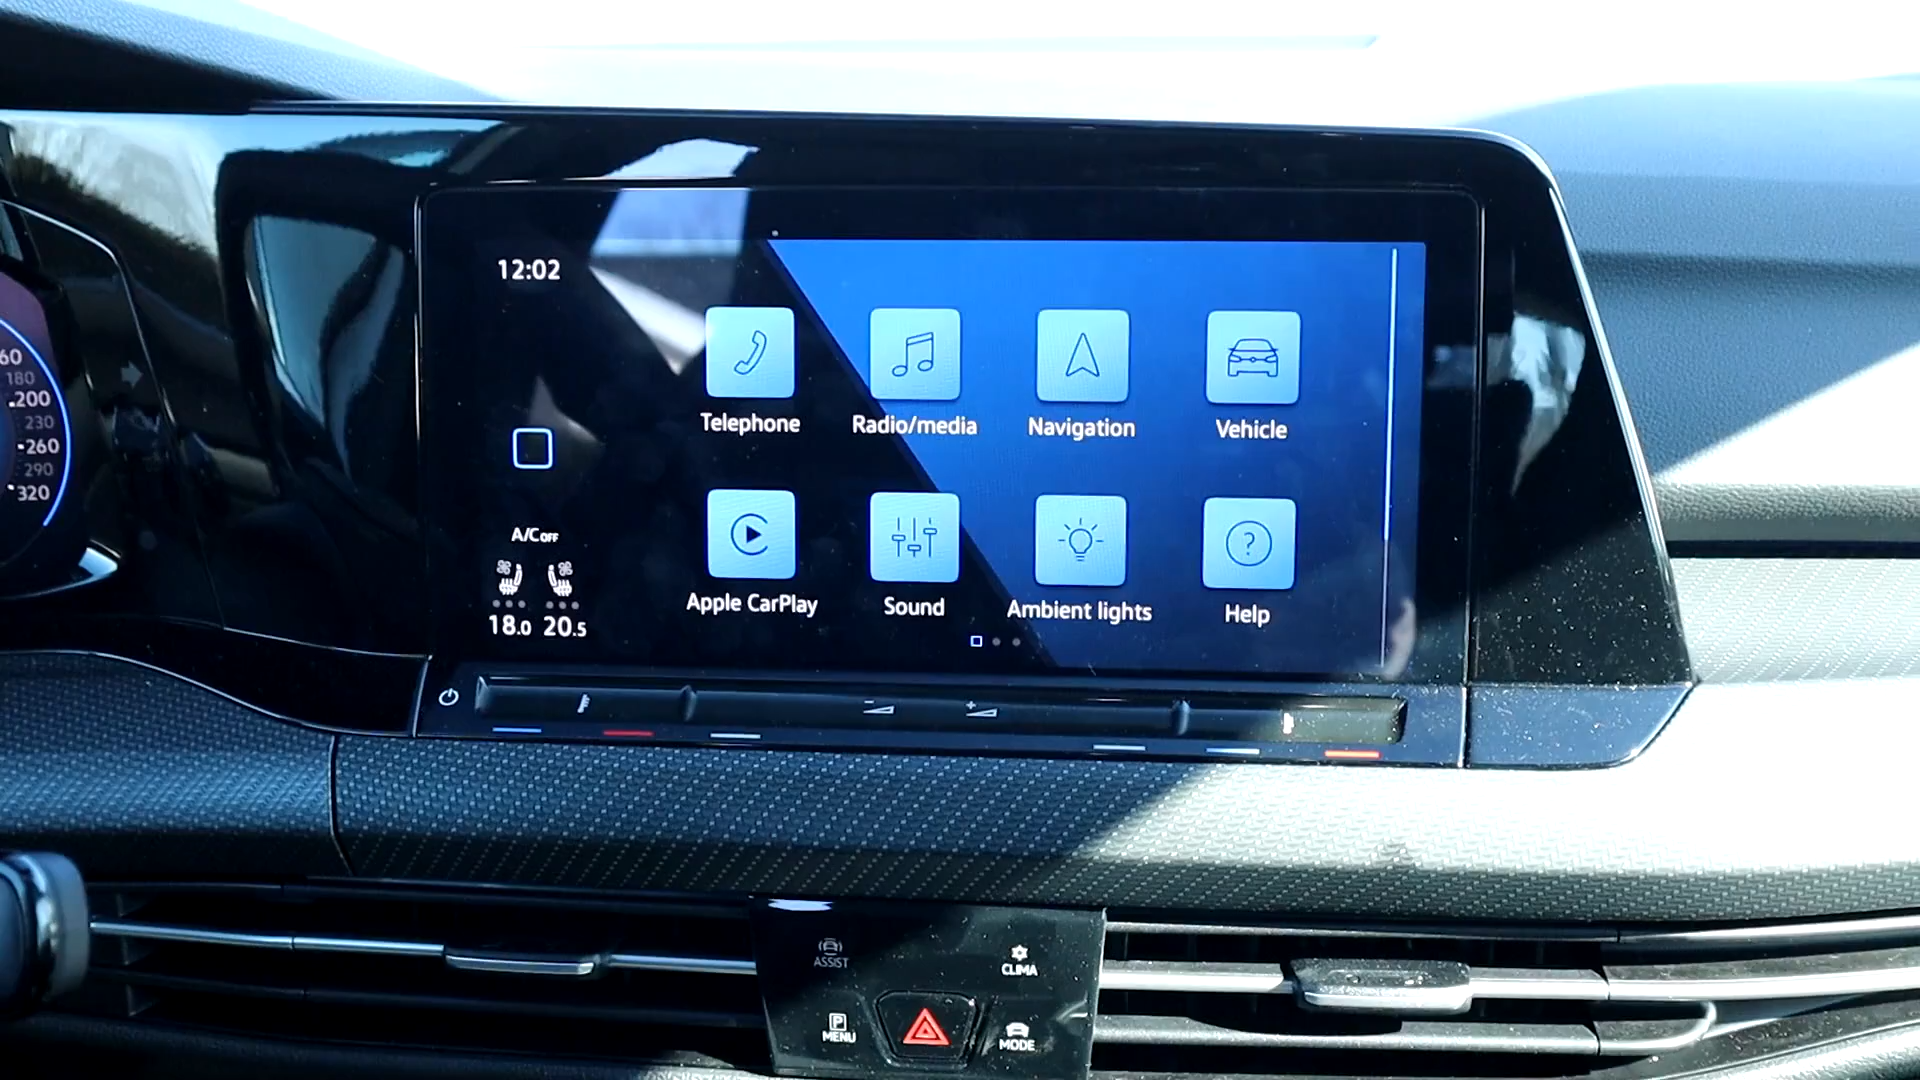 12:02
Telephone
Radio/media
Navigation
Vehicle
Apple CarPlay
Sound
Ambient lights
Help
A/C OFF
18.0 20.5
60
180
200
230
260
290
320
ASSIST
CLIMA
P
MENU
MODE